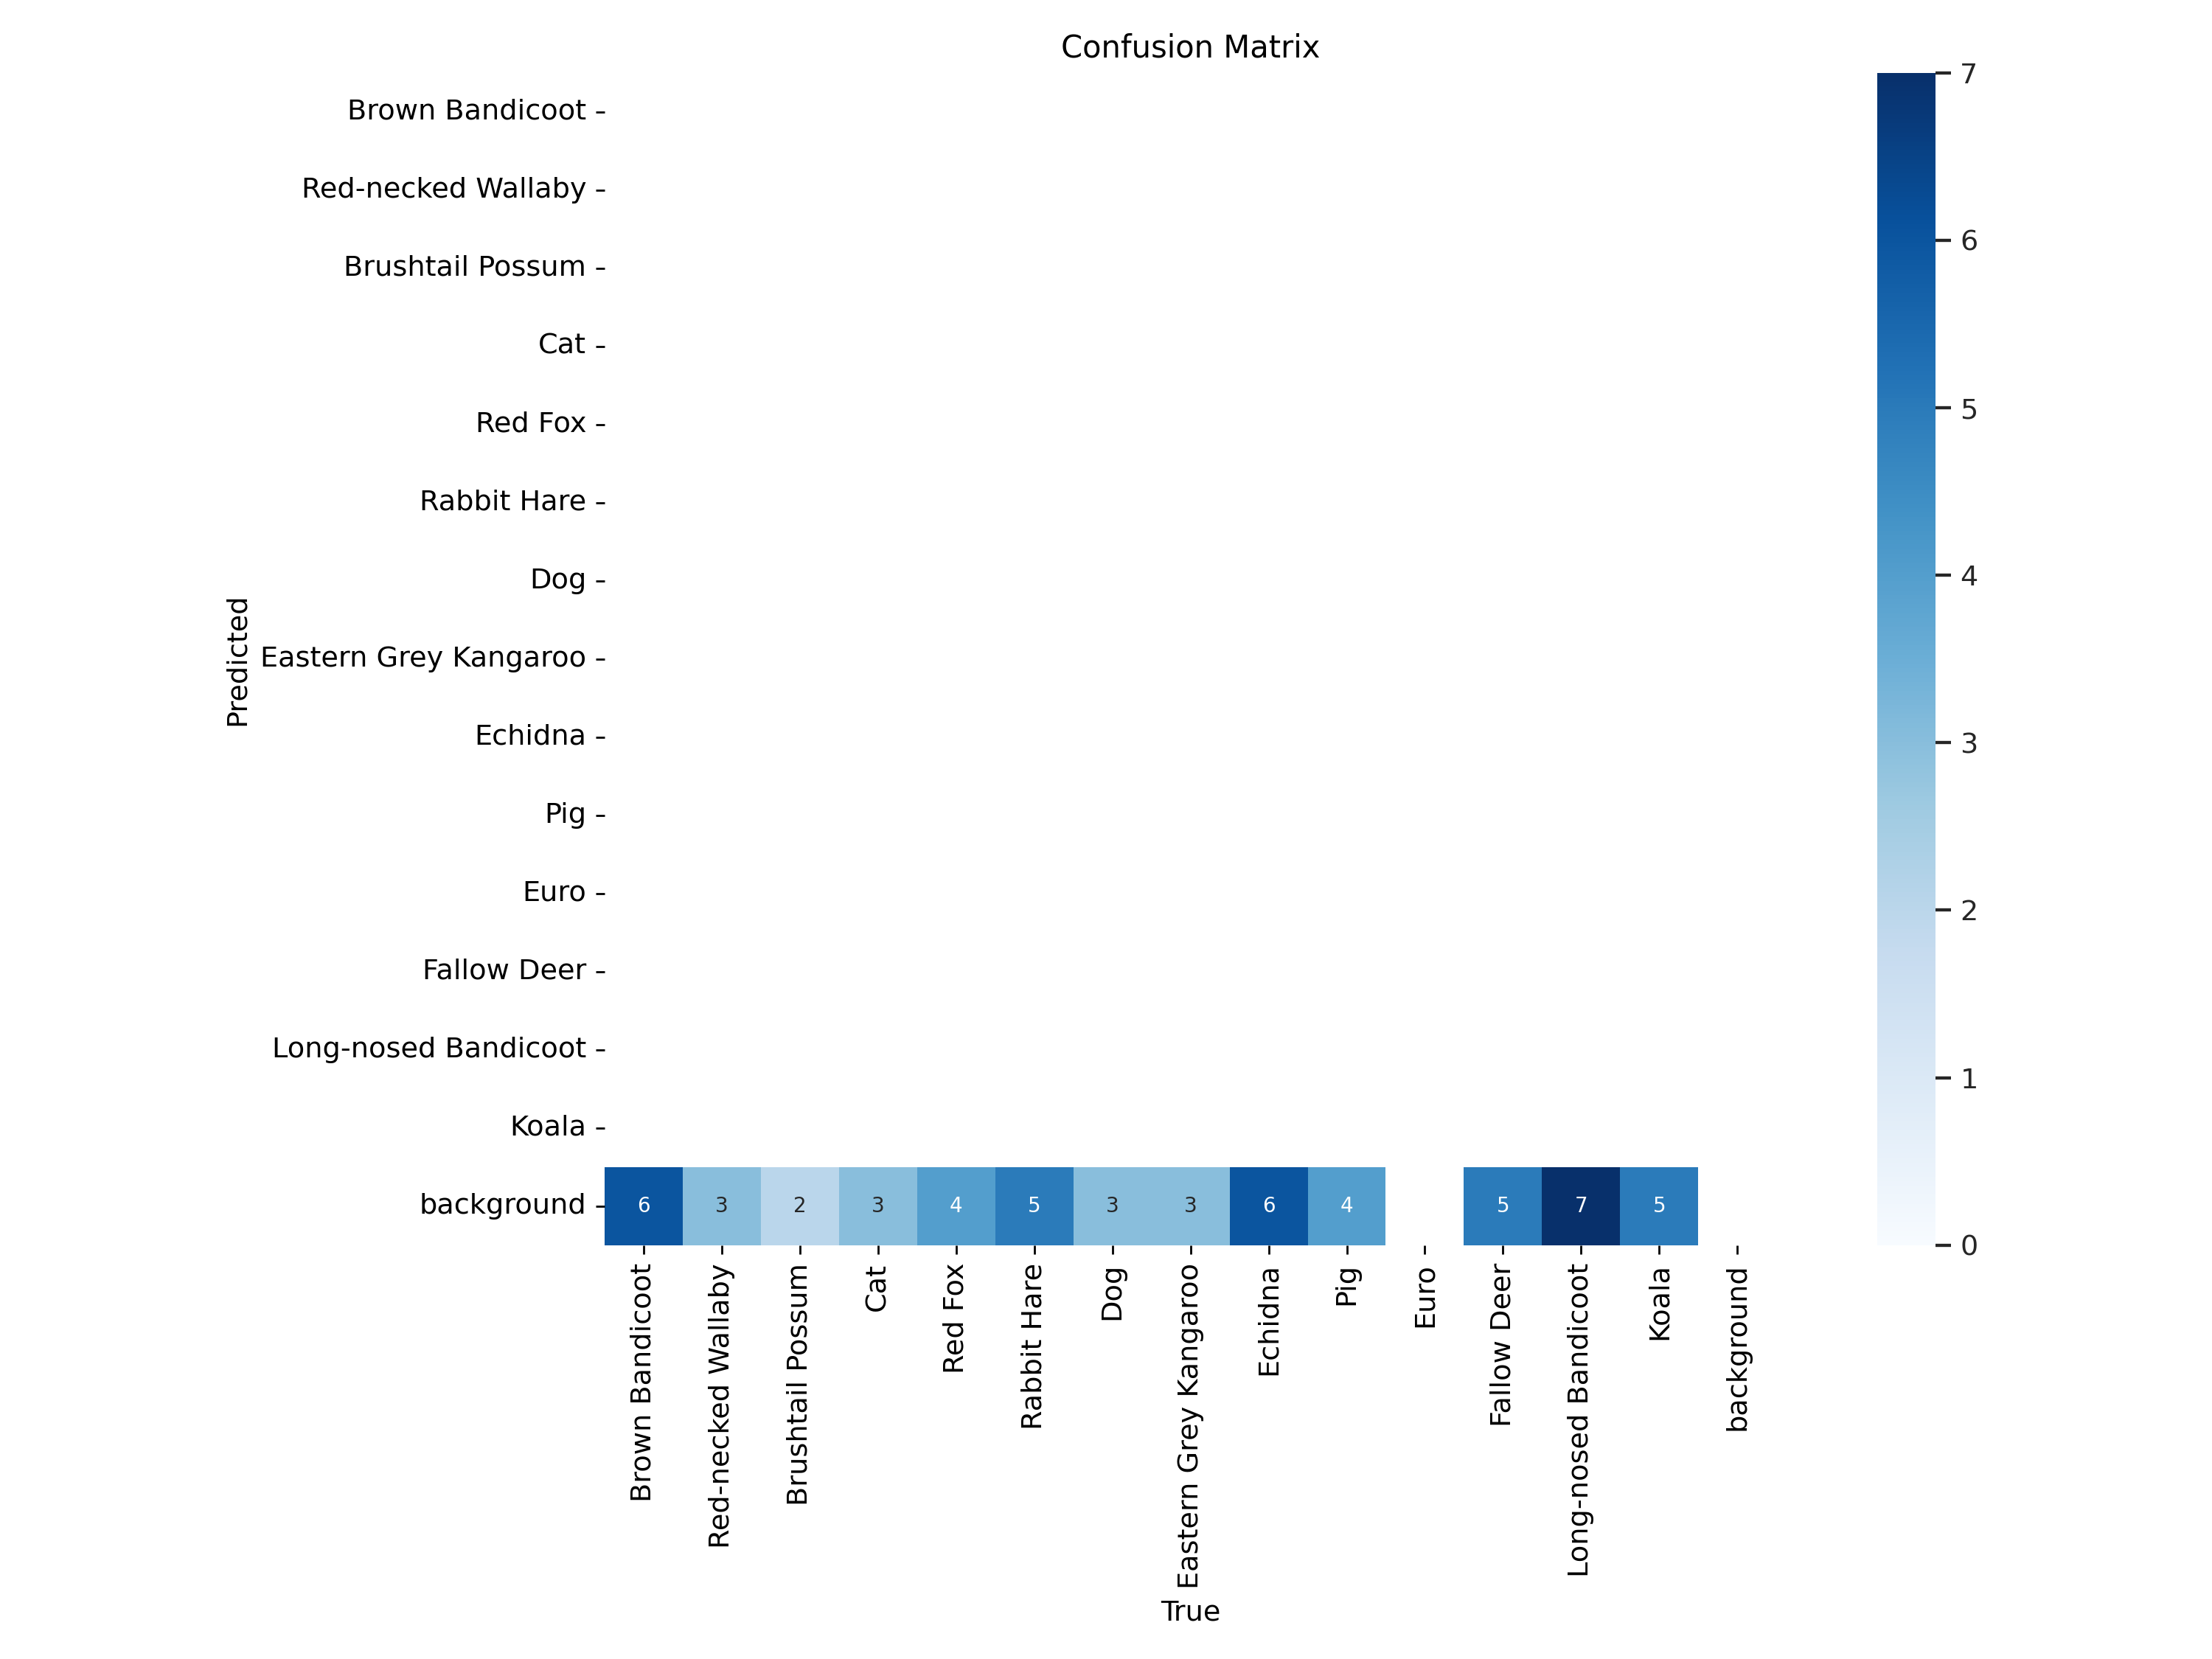 Confusion Matrix
Predicted
Brown Bandicoot
Red-necked Wallaby
Brushtail Possum
Cat
Red Fox
Rabbit Hare
Dog
Eastern Grey Kangaroo
Echidna
Pig
Euro
Fallow Deer
Long-nosed Bandicoot
Koala
background
6 3 2 3 4 5 3 3 6 4 5 7 5
Brown Bandicoot
Red-necked Wallaby
Brushtail Possum
Cat
Red Fox
Rabbit Hare
Dog
Eastern Grey Kangaroo
Echidna
Pig
Euro
Fallow Deer
Long-nosed Bandicoot
Koala
background
True
7
6
5
4
3
2
1
0